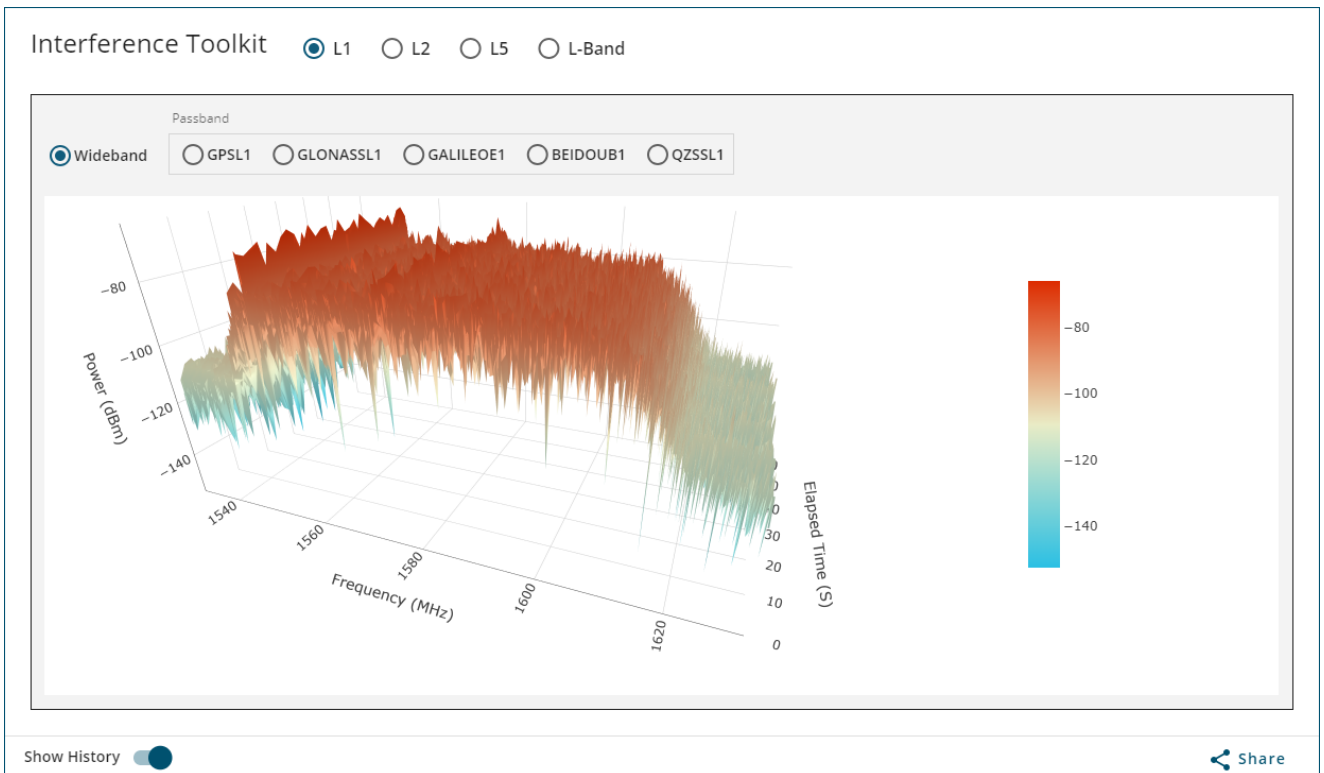 Interference Toolkit L1 L2 L5 L-Band
Passband
Wideband GPSL1 GLONASSL1 GALILEOE1 BEIDOUB1 QZSSL1
−80
−100
−120
−140
Power (dBm)
1540
1560
1580
1600
1620
Frequency (MHz)
30
20
10
0
Elapsed Time (S)
−80
−100
−120
−140
Show History
Share